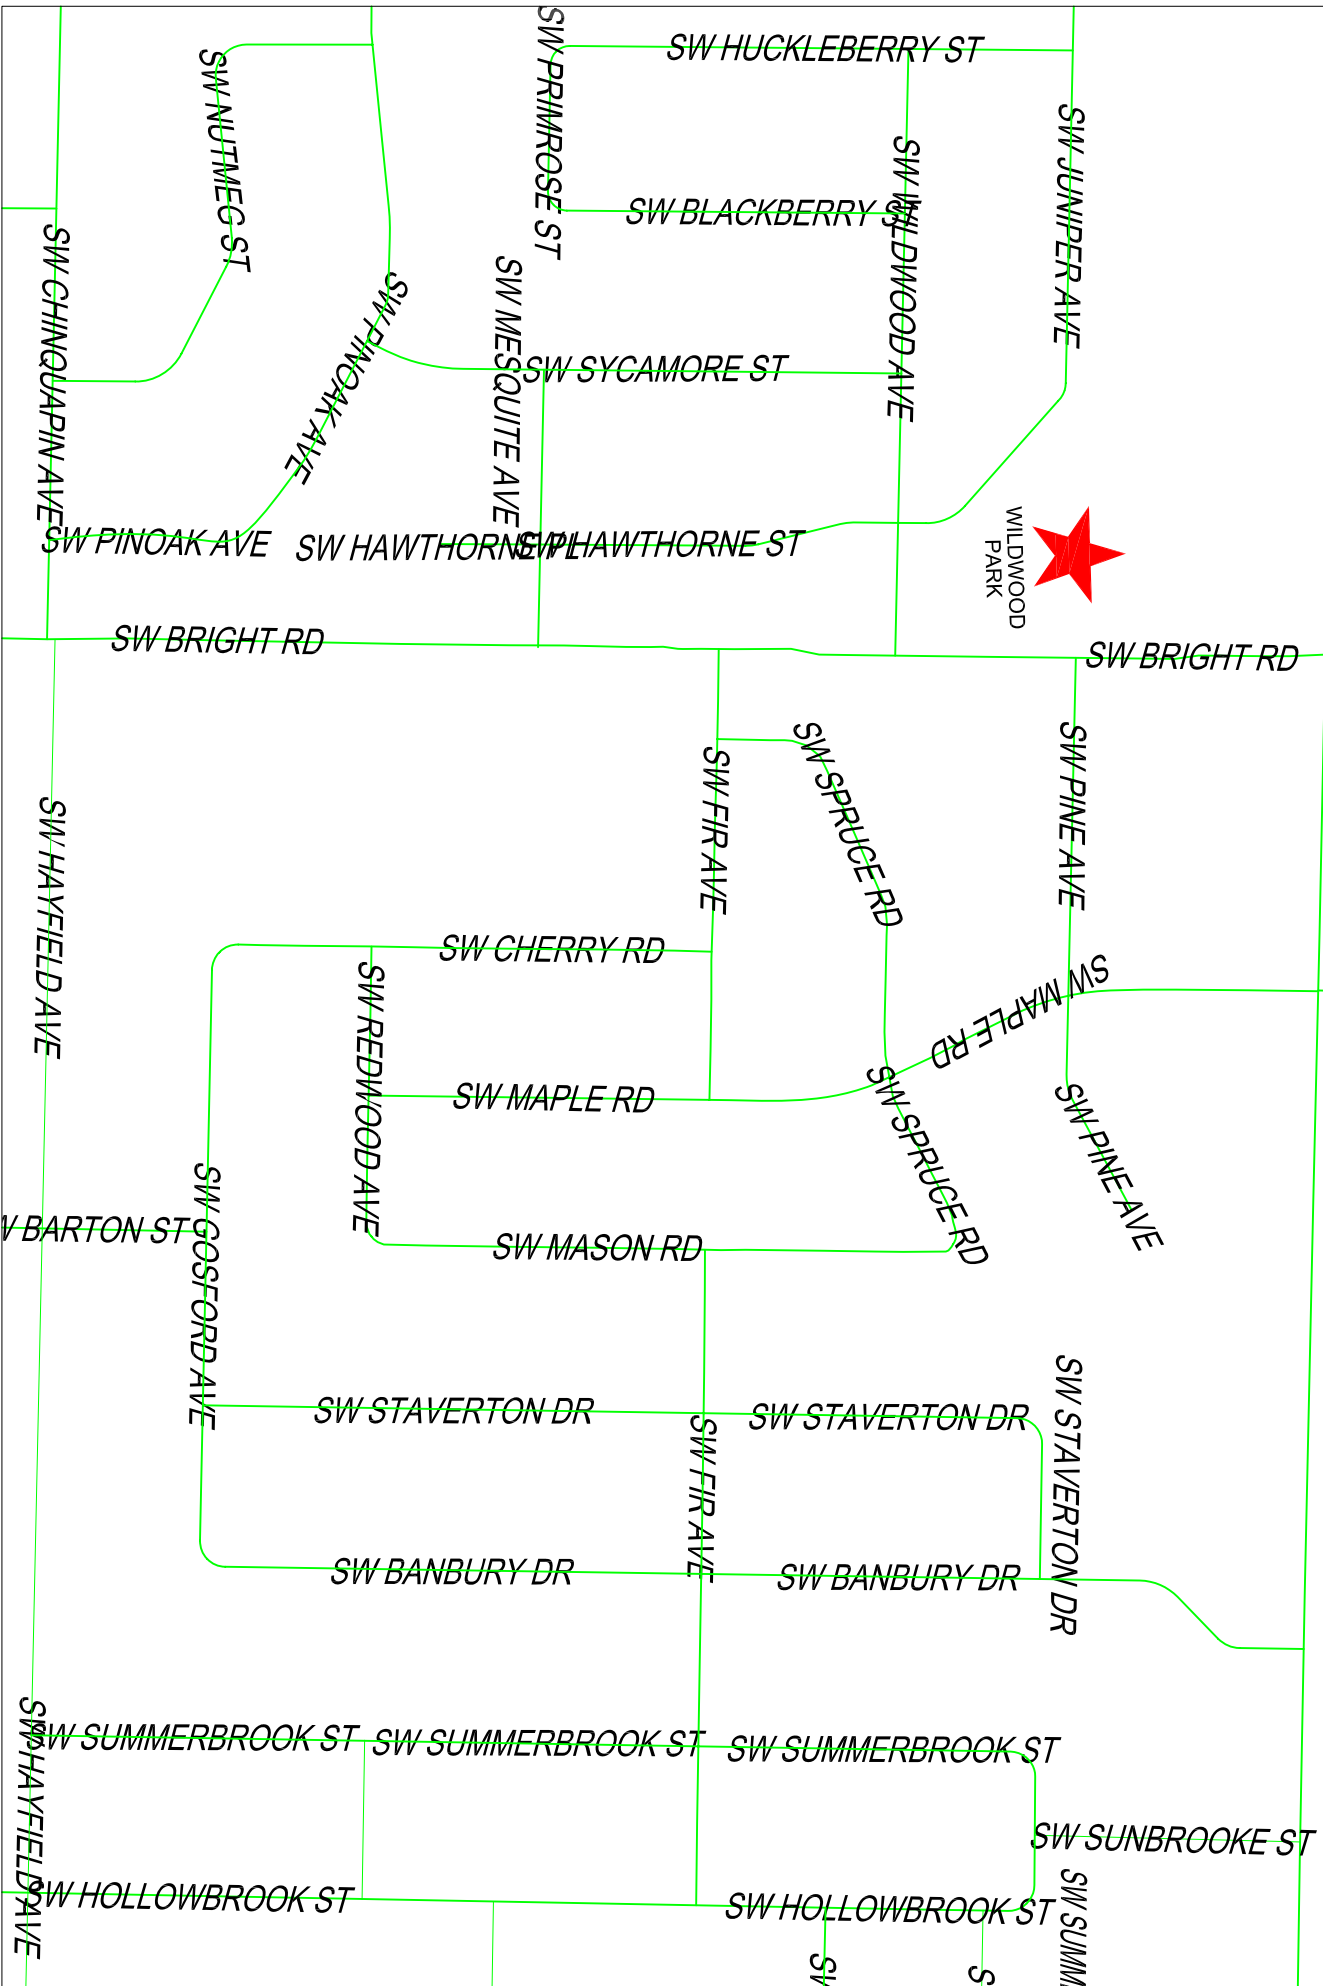 SW HUCKLEBERRY ST
SW PRIMROSE ST
SW NUTMEG ST
SW JUNIPER AVE
SW WILDWOOD AVE
SW BLACKBERRY ST
SW CHINQUAPIN AVE
SW PINOAK AVE
SW MESQUITE AVE
SW SYCAMORE ST
SW PINOAK AVE
SW HAWTHORNE PL
SW HAWTHORNE ST
WILDWOOD
PARK
SW BRIGHT RD
SW BRIGHT RD
SW FIR AVE
SW SPRUCE RD
SW PINE AVE
SW HAYFIELD AVE
SW CHERRY RD
SW REDWOOD AVE
SW MAPLE RD
SW MAPLE RD
SW SPRUCE RD
SW PINE AVE
SW GOSFORD AVE
W BARTON ST
SW MASON RD
SW STAVERTON DR
SW STAVERTON DR
SW STAVERTON DR
SW FIR AVE
SW BANBURY DR
SW BANBURY DR
SW HAYFIELD AVE
SW SUMMERBROOK ST
SW SUMMERBROOK ST
SW SUMMERBROOK ST
SW SUNBROOKE ST
SW HOLLOWBROOK ST
SW HOLLOWBROOK ST
SW SUMM
SW
S